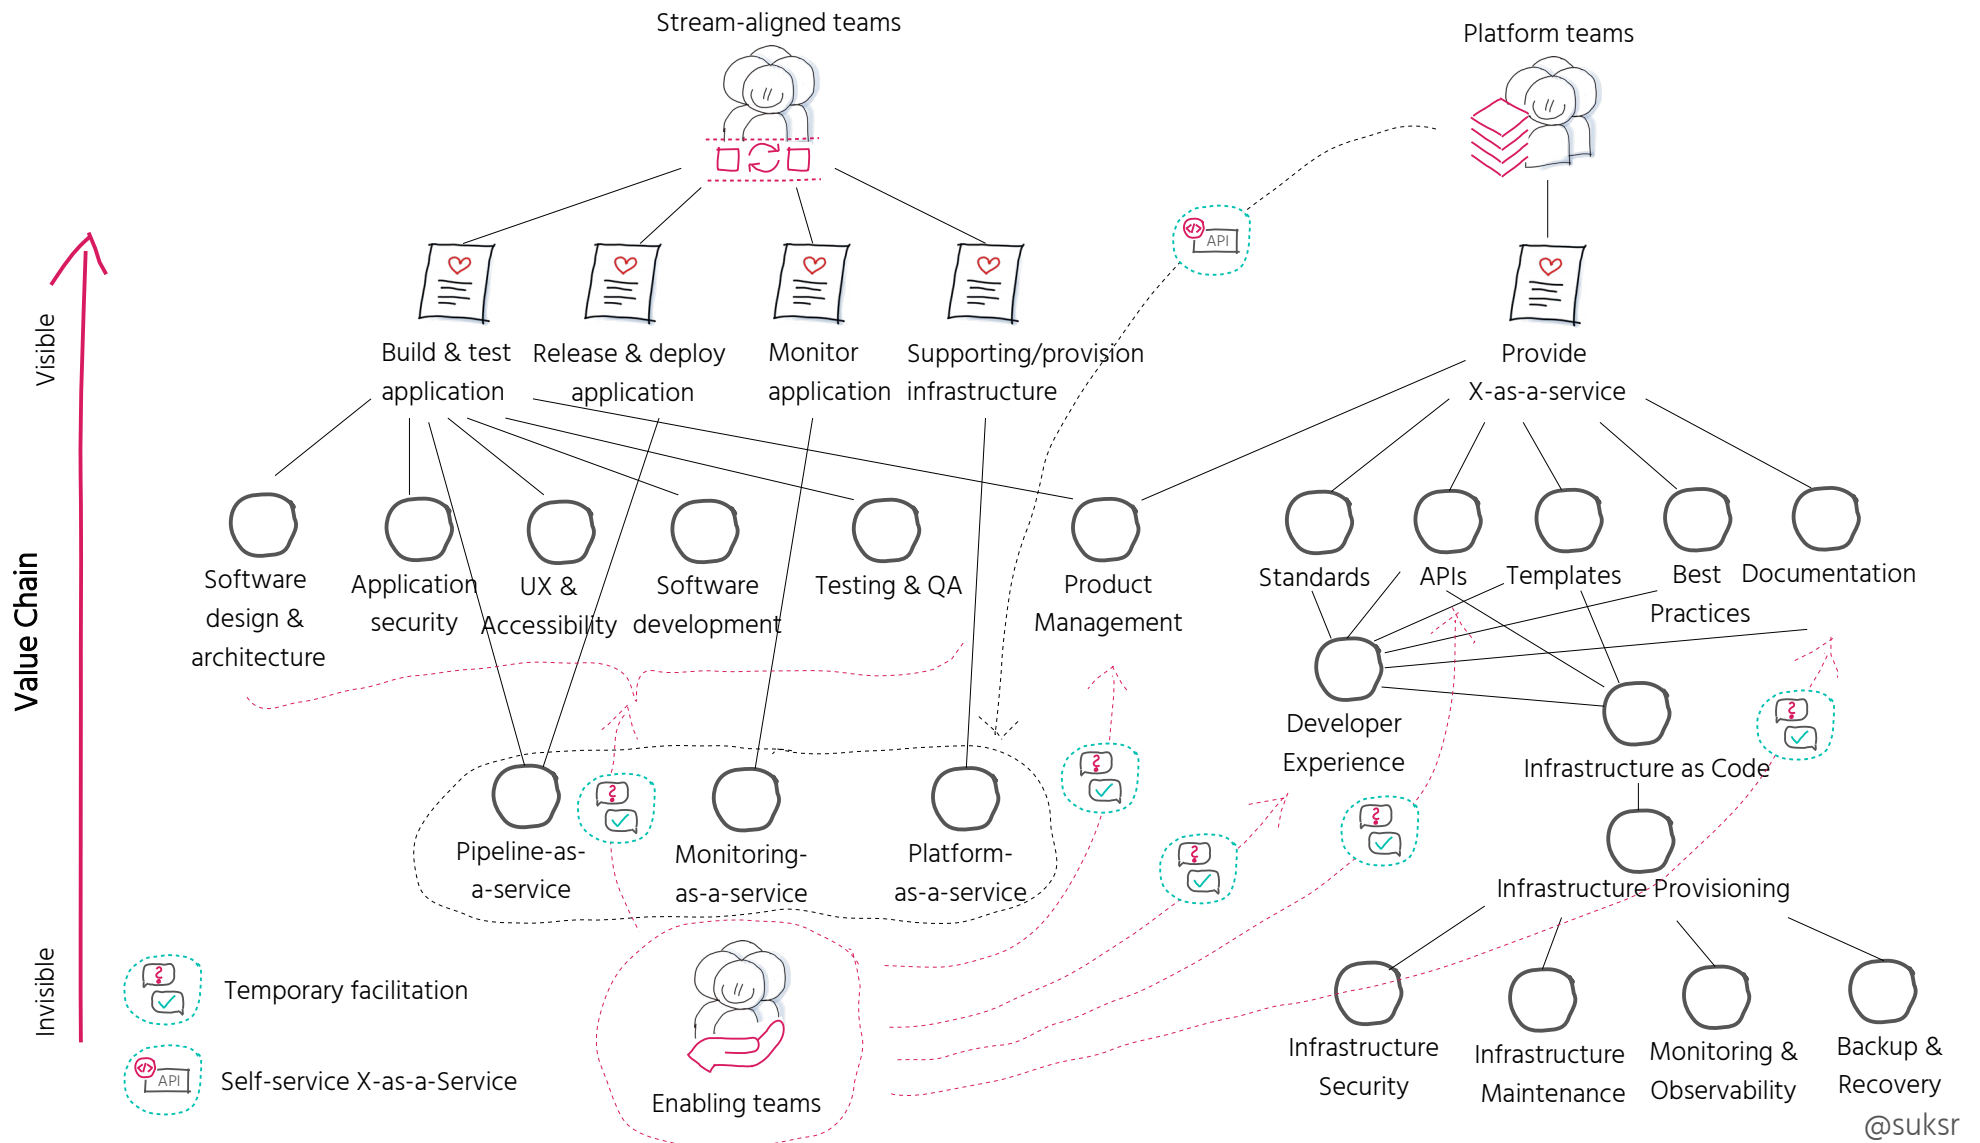 Stream-aligned teams
Platform teams
API
Visible
Build & test
application
Release & deploy
application
Monitor
application
Supporting/provision
infrastructure
Provide
X-as-a-service
Value Chain
Software
design &
architecture
Application
security
UX &
Accessibility
Software
development
Testing & QA
Product
Management
Standards
APIs
Templates
Best
Practices
Documentation
Developer
Experience
Infrastructure as Code
Pipeline-as-
a-service
Monitoring-
as-a-service
Platform-
as-a-service
Infrastructure Provisioning
Invisible
Temporary facilitation
API
Self-service X-as-a-Service
Enabling teams
Infrastructure
Security
Infrastructure
Maintenance
Monitoring &
Observability
Backup &
Recovery
@suksr